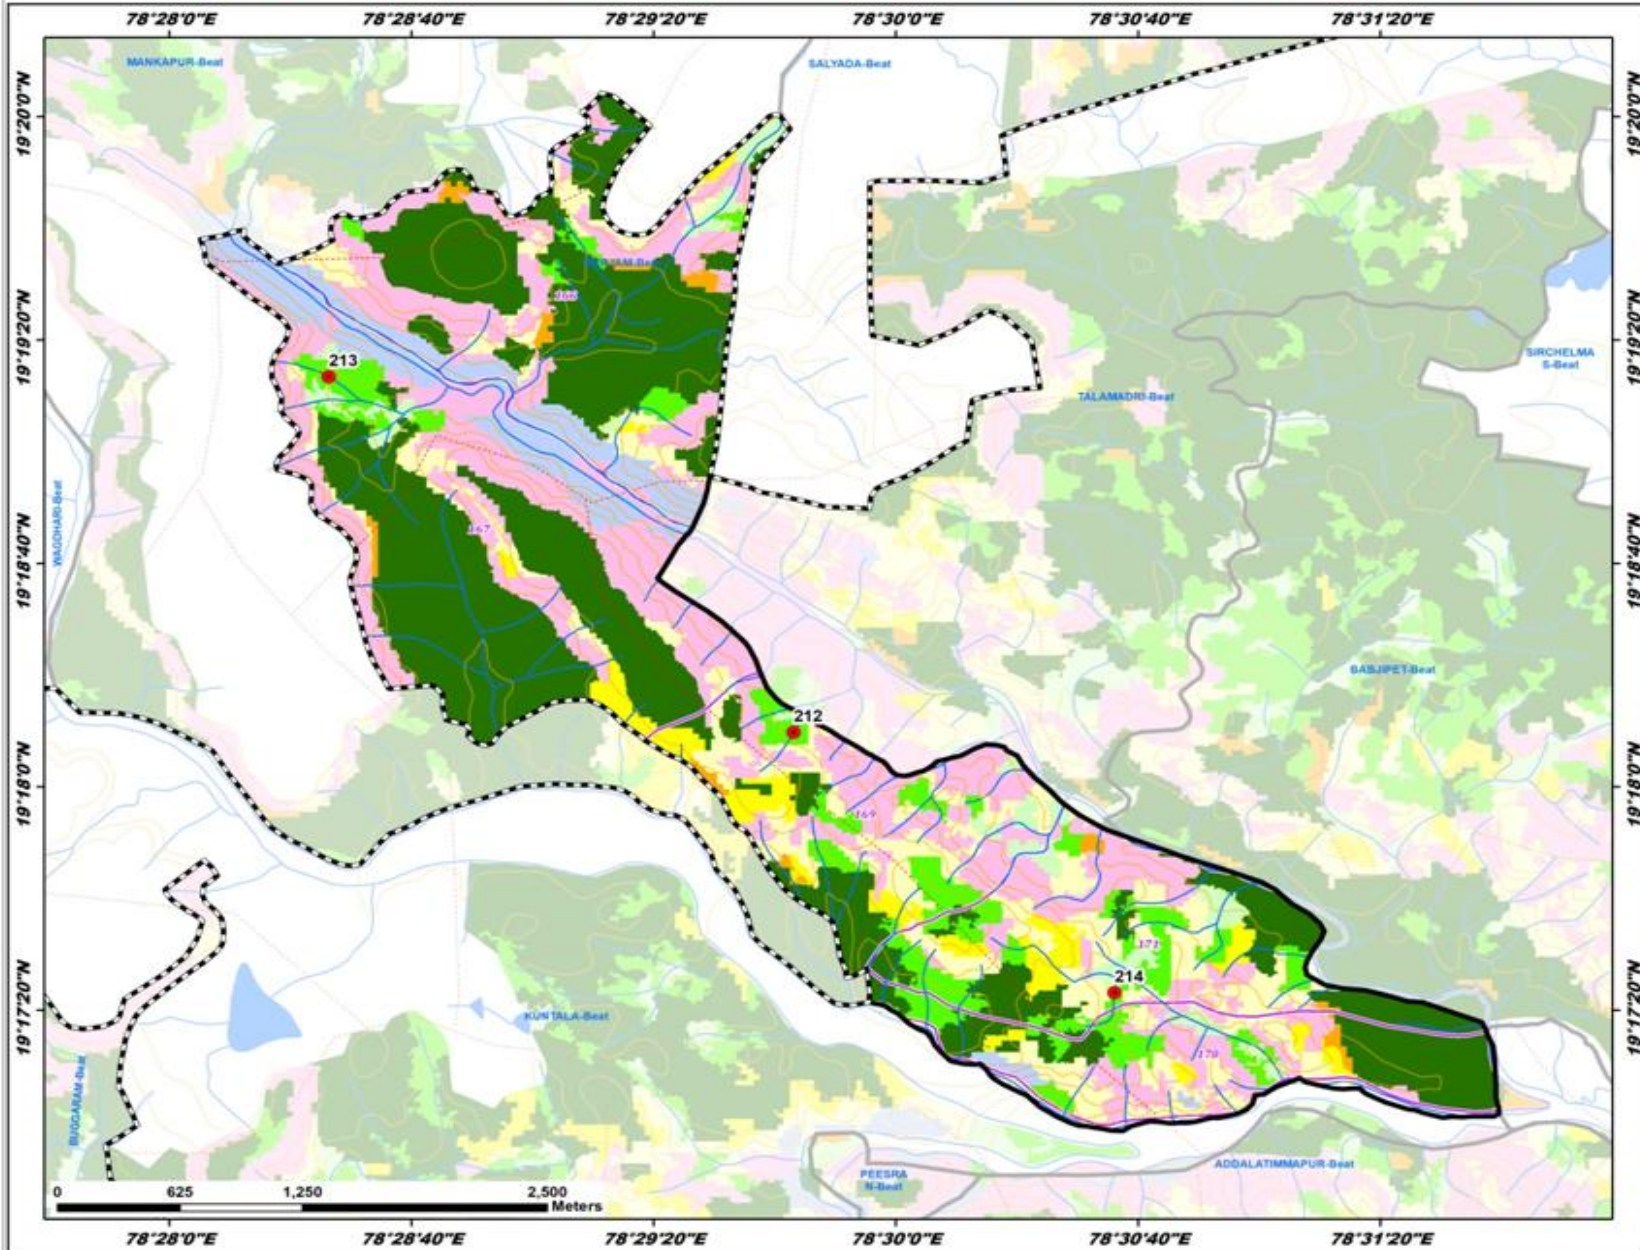 78°28'0"E 78°28'40"E 78°29'20"E 78°30'0"E 78°30'40"E 78°31'20"E
MANKAPUR-Beat
SALYADA-Beat
19°20'0"N
19°20'0"N
166
19°19'20"N
19°19'20"N
213
SIRCHELMA
S-Beat
TALAMADRI-Beat
WAGDHARI-Beat
167
19°18'40"N
19°18'40"N
212
19°18'0"N
19°18'0"N
169
171
214
19°17'20"N
19°17'20"N
KUNTALA-Beat
170
BUGGARAM-Beat
PEESRA
N-Beat
ADDALATIMMAPUR-Beat
0 625 1,250 2,500
Meters
78°28'0"E 78°28'40"E 78°29'20"E 78°30'0"E 78°30'40"E 78°31'20"E